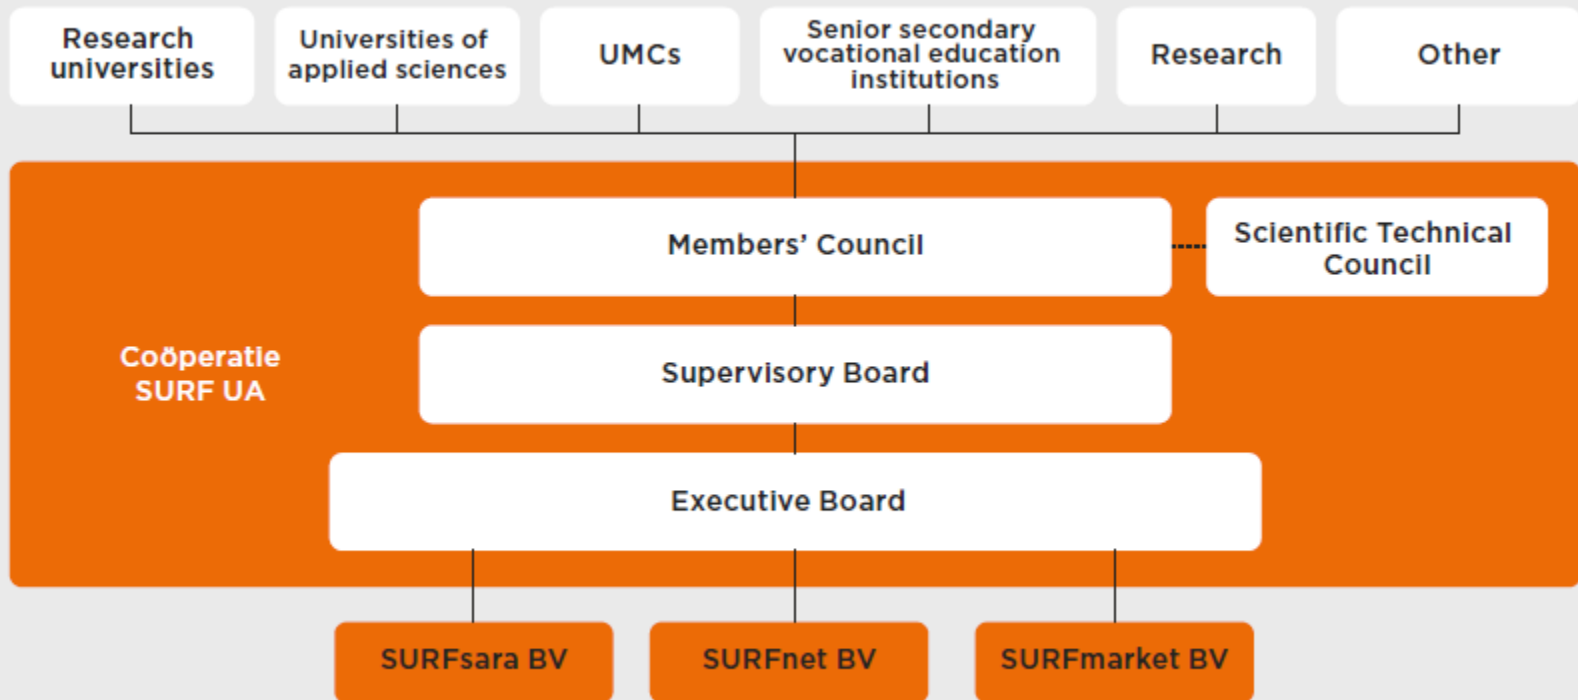 Research
universities
Universities of
applied sciences
UMCs
Senior secondary
vocational education
institutions
Research
Other
Members’ Council
Scientific Technical
Council
Coöperatie
SURF UA
Supervisory Board
Executive Board
SURFsara BV
SURFnet BV
SURFmarket BV